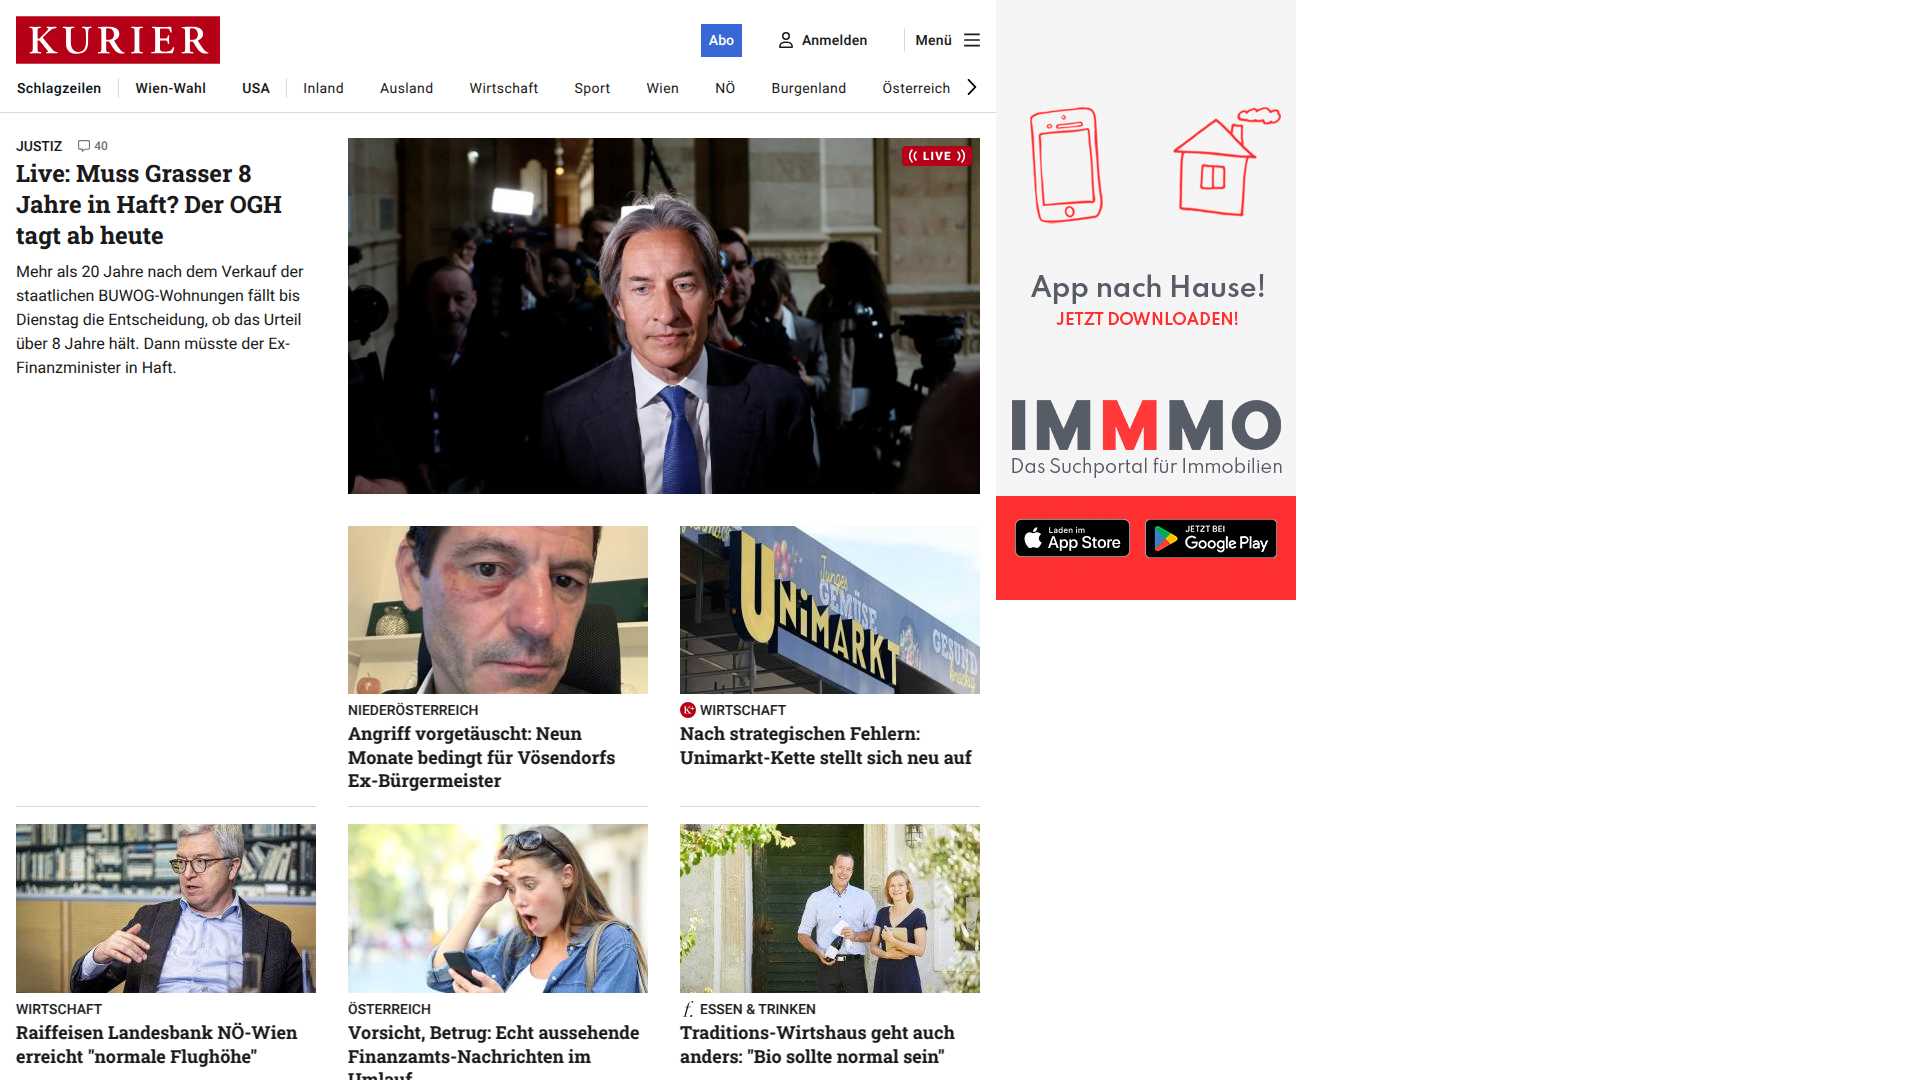 KURIER
Abo
Anmelden
Menü
Schlagzeilen
Wien-Wahl
USA
Inland
Ausland
Wirtschaft
Sport
Wien
NÖ
Burgenland
Österreich
JUSTIZ 40
Live: Muss Grasser 8
Jahre in Haft? Der OGH
tagt ab heute
Mehr als 20 Jahre nach dem Verkauf der
staatlichen BUWOG-Wohnungen fällt bis
Dienstag die Entscheidung, ob das Urteil
über 8 Jahre hält. Dann müsste der Ex-
Finanzminister in Haft.
LIVE
Junges
GEMÜSE
UNIMARKT
GESUND
knackig
NIEDERÖSTERREICH
Angriff vorgetäuscht: Neun
Monate bedingt für Vösendorfs
Ex-Bürgermeister
K+ WIRTSCHAFT
Nach strategischen Fehlern:
Unimarkt-Kette stellt sich neu auf
WIRTSCHAFT
Raiffeisen Landesbank NÖ-Wien
erreicht "normale Flughöhe"
ÖSTERREICH
Vorsicht, Betrug: Echt aussehende
Finanzamts-Nachrichten im
Umlauf
f. ESSEN & TRINKEN
Traditions-Wirtshaus geht auch
anders: "Bio sollte normal sein"
App nach Hause!
JETZT DOWNLOADEN!
IMMMO
Das Suchportal für Immobilien
Laden im
App Store
JETZT BEI
Google Play